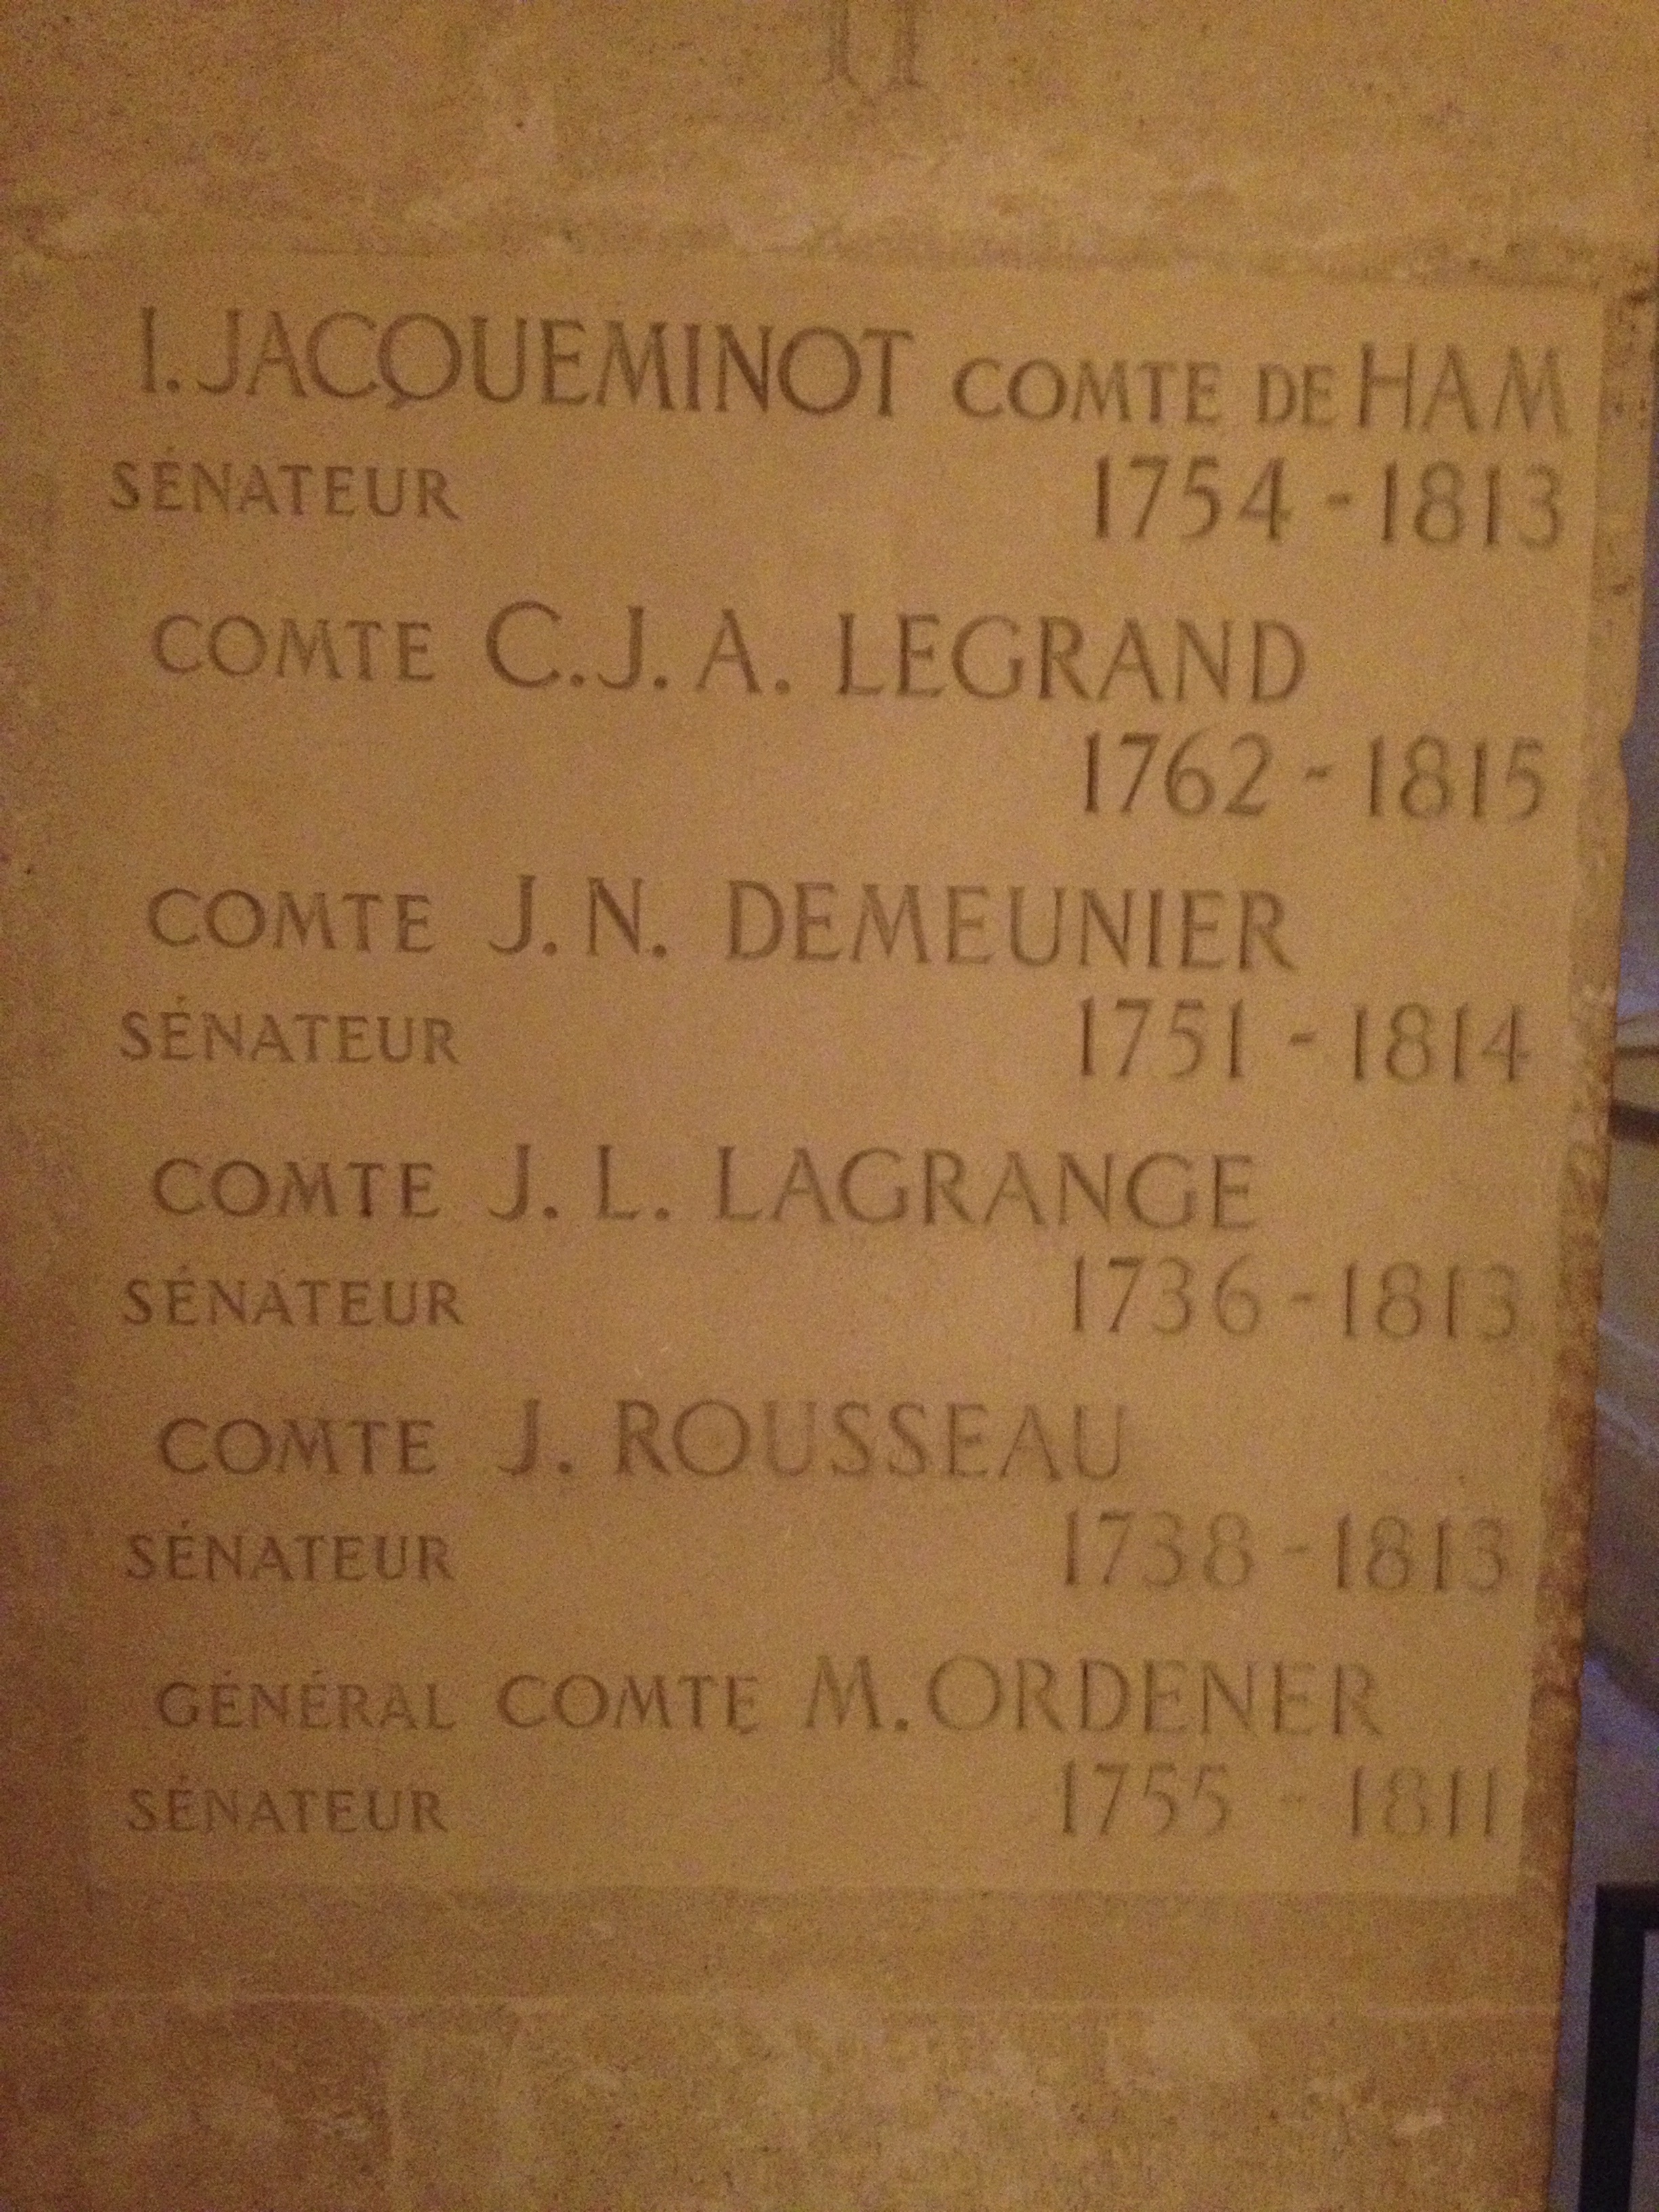 I. JACQUEMINOT COMTE DE HAM
SÉNATEUR 1754 - 1813
COMTE C. J. A. LEGRAND
1762 - 1815
COMTE J. N. DEMEUNIER
SÉNATEUR 1751 - 1814
COMTE J. L. LAGRANGE
SÉNATEUR 1736 - 1813
COMTE J. ROUSSEAU
SÉNATEUR 1738 - 1813
GÉNÉRAL COMTE M. ORDENER
SÉNATEUR 1755 - 1811